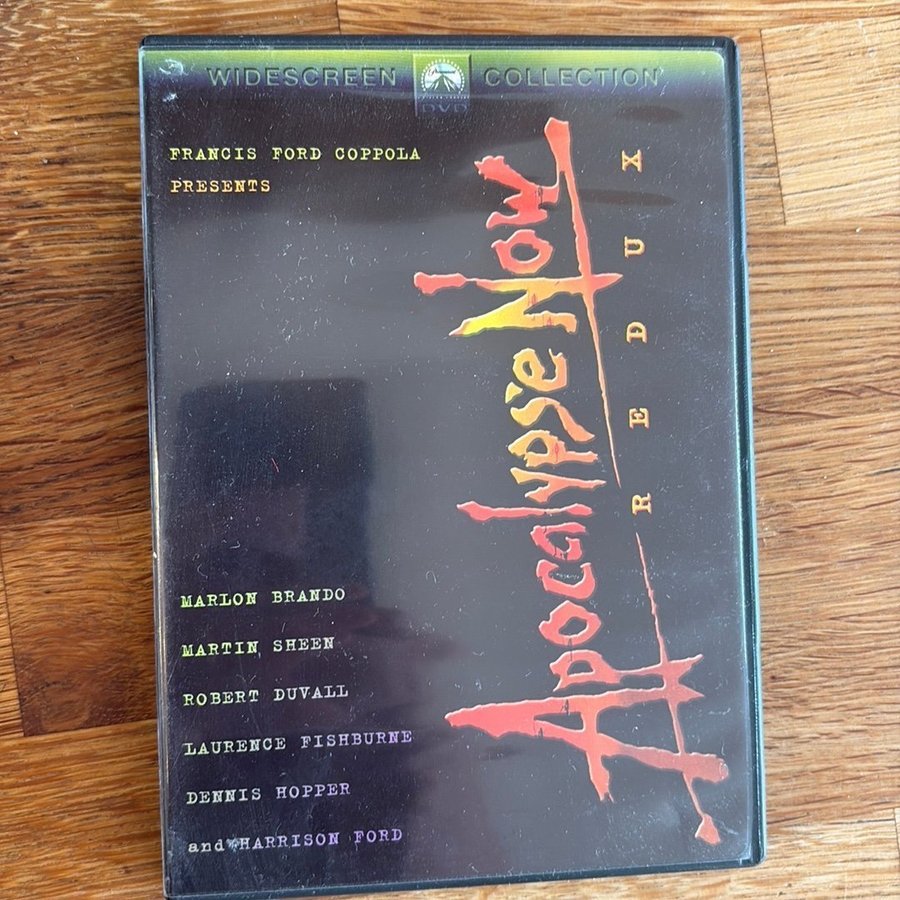 WIDESCREEN DVD COLLECTION
FRANCIS FORD COPPOLA
PRESENTS
Apocalypse Now
REDUX
MARLON BRANDO
MARTIN SHEEN
ROBERT DUVALL
LAURENCE FISHBURNE
DENNIS HOPPER
and HARRISON FORD